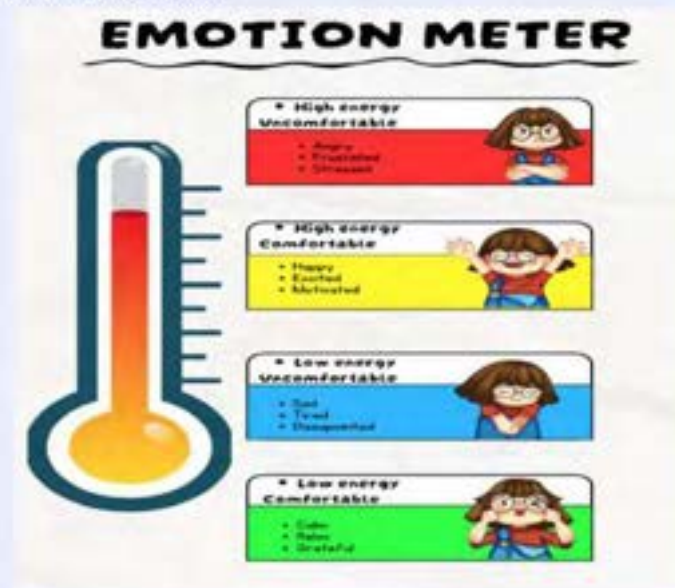 EMOTION METER
• High energy
Uncomfortable
• Angry
• Frustrated
• Stressed
• High energy
Comfortable
• Happy
• Excited
• Motivated
• Low energy
Uncomfortable
• Sad
• Tired
• Disappointed
• Low energy
Comfortable
• Calm
• Relax
• Grateful